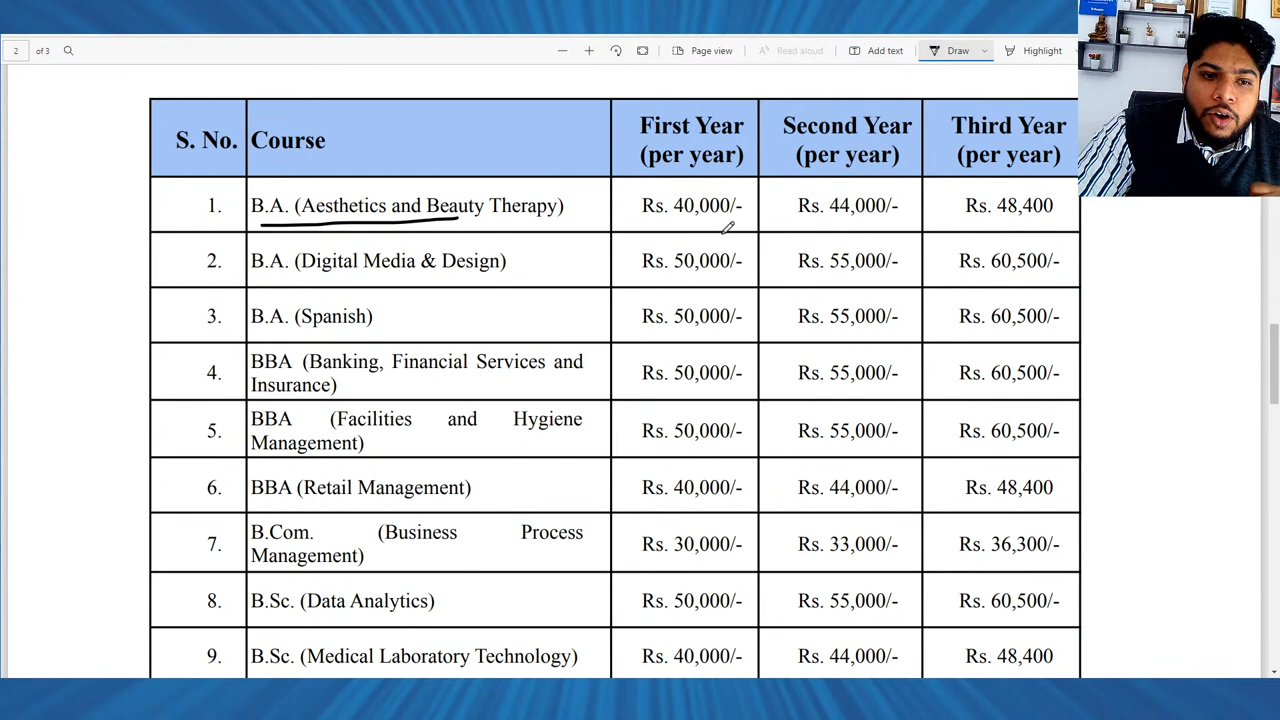 2 of 3 Page view Read aloud Add text Draw Highlight
S. No. Course First Year (per year) Second Year (per year) Third Year (per year)
1. B.A. (Aesthetics and Beauty Therapy) Rs. 40,000/- Rs. 44,000/- Rs. 48,400
2. B.A. (Digital Media & Design) Rs. 50,000/- Rs. 55,000/- Rs. 60,500/-
3. B.A. (Spanish) Rs. 50,000/- Rs. 55,000/- Rs. 60,500/-
4. BBA (Banking, Financial Services and Insurance) Rs. 50,000/- Rs. 55,000/- Rs. 60,500/-
5. BBA (Facilities and Hygiene Management) Rs. 50,000/- Rs. 55,000/- Rs. 60,500/-
6. BBA (Retail Management) Rs. 40,000/- Rs. 44,000/- Rs. 48,400
7. B.Com. (Business Process Management) Rs. 30,000/- Rs. 33,000/- Rs. 36,300/-
8. B.Sc. (Data Analytics) Rs. 50,000/- Rs. 55,000/- Rs. 60,500/-
9. B.Sc. (Medical Laboratory Technology) Rs. 40,000/- Rs. 44,000/- Rs. 48,400